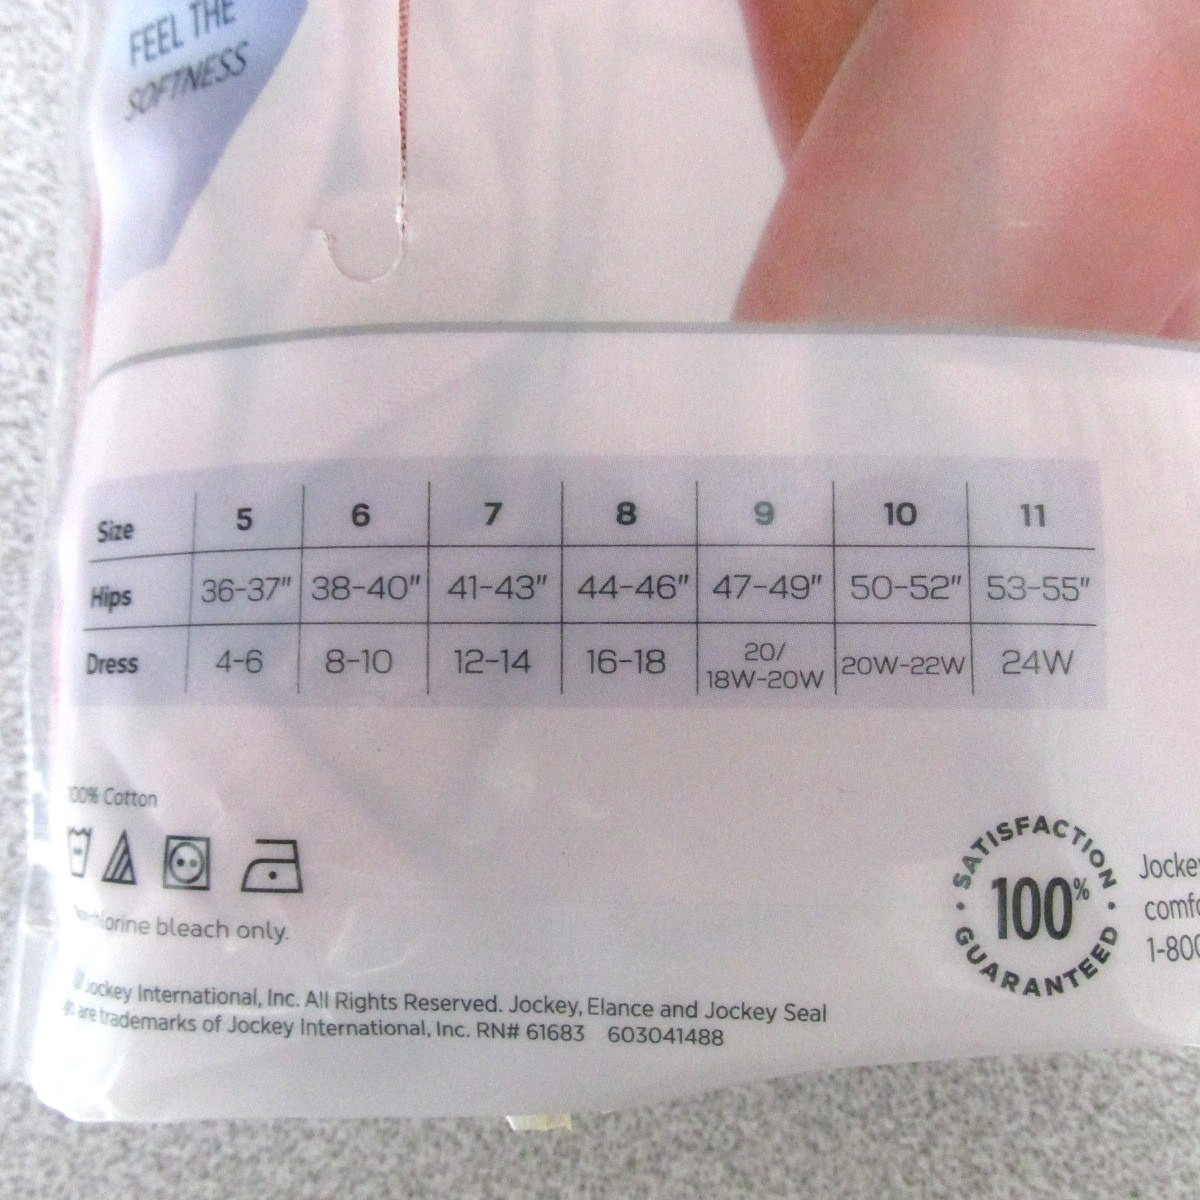 FEEL THE
SOFTNESS
Size 5 6 7 8 9 10 11
Hips 36-37" 38-40" 41-43" 44-46" 47-49" 50-52" 53-55"
Dress 4-6 8-10 12-14 16-18 20/ 18W-20W 20W-22W 24W
100% Cotton
bleach only.
Jockey International, Inc. All Rights Reserved. Jockey, Elance and Jockey Seal
are trademarks of Jockey International, Inc. RN# 61683 603041488
• SATISFACTION •
100%
GUARANTEED
Jockey
1-800